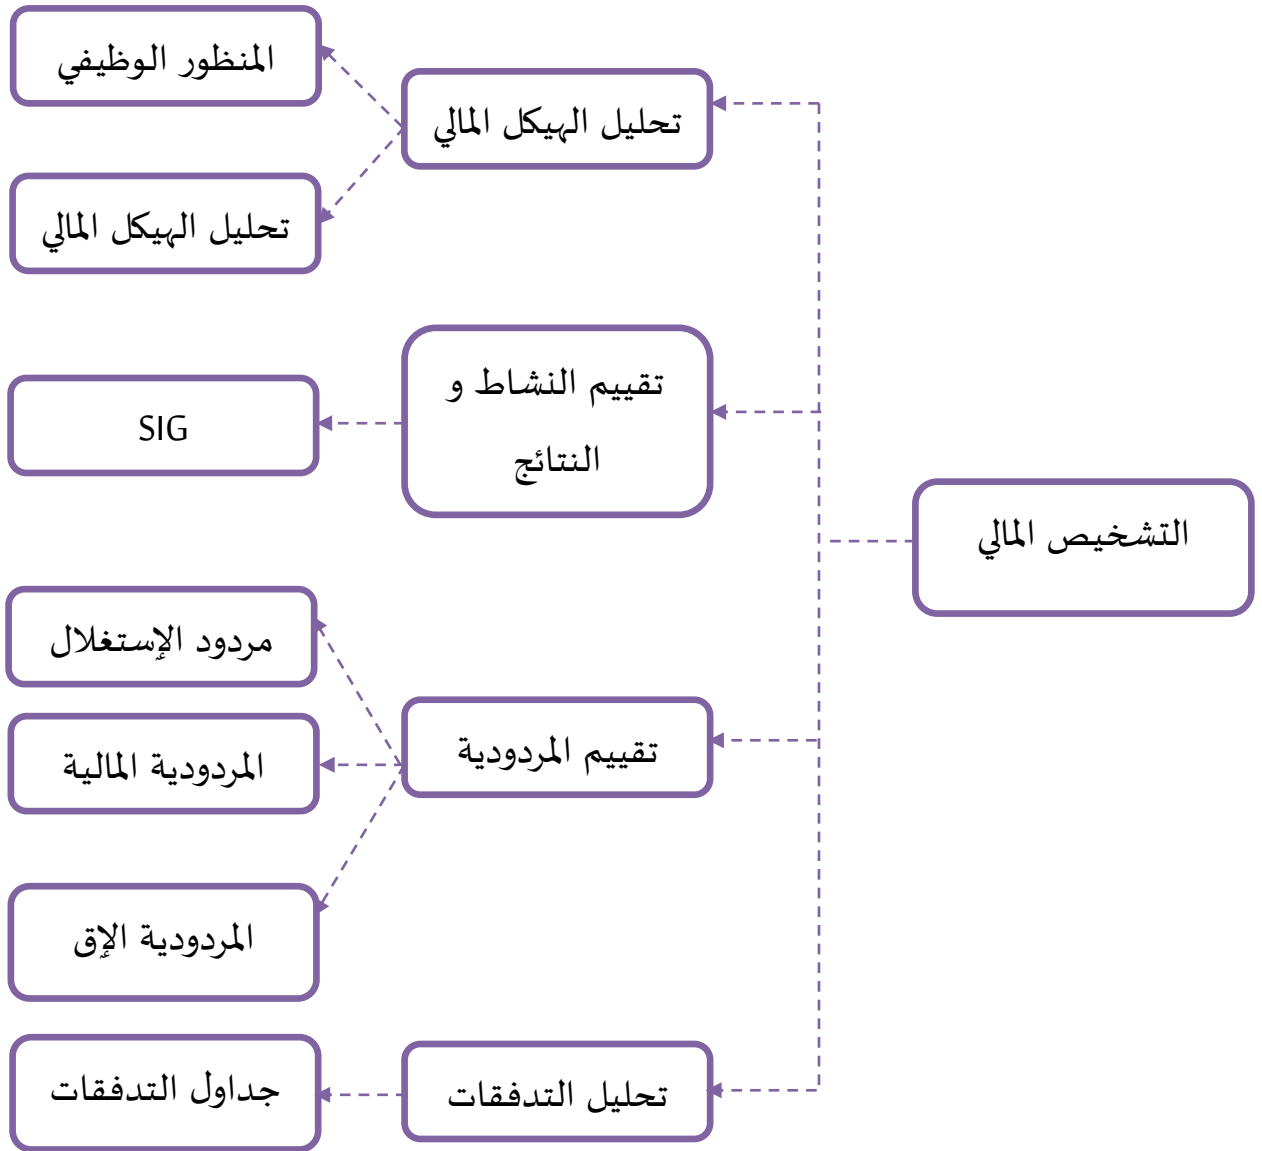 التشخيص المالي
تحليل الهيكل المالي
المنظور الوظيفي
تحليل الهيكل المالي
تقييم النشاط و
النتائج
SIG
تقييم المردودية
مردود الإستغلال
المردودية المالية
المردودية الإق
تحليل التدفقات
جداول التدفقات